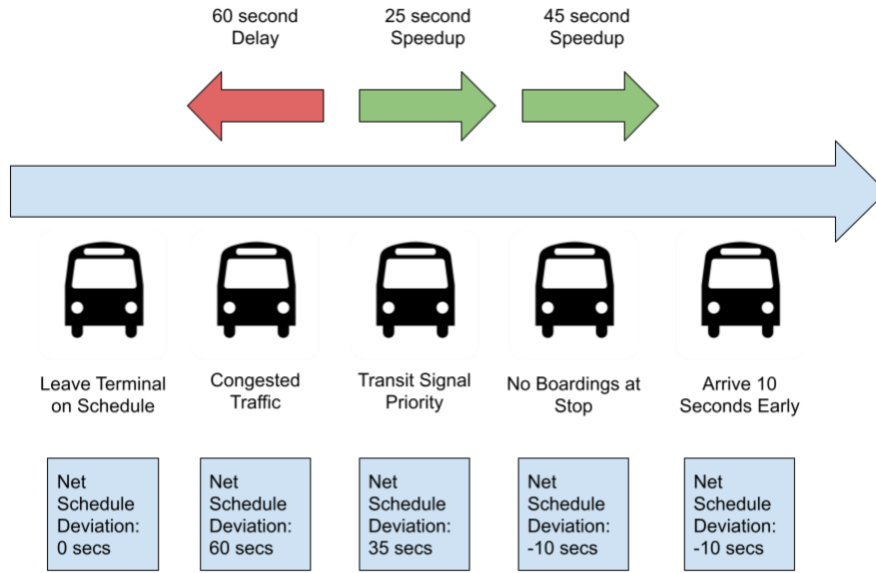 60 second
Delay
25 second
Speedup
45 second
Speedup
Leave Terminal
on Schedule
Congested
Traffic
Transit Signal
Priority
No Boardings at
Stop
Arrive 10
Seconds Early
Net
Schedule
Deviation:
0 secs
Net
Schedule
Deviation:
60 secs
Net
Schedule
Deviation:
35 secs
Net
Schedule
Deviation:
-10 secs
Net
Schedule
Deviation:
-10 secs